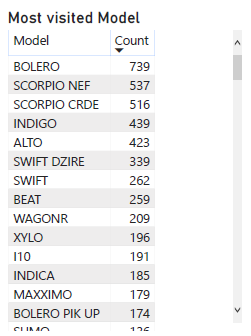 Most visited Model
Model Count
BOLERO 739
SCORPIO NEF 537
SCORPIO CRDE 516
INDIGO 439
ALTO 423
SWIFT DZIRE 339
SWIFT 262
BEAT 259
WAGONR 209
XYLO 196
I10 191
INDICA 185
MAXXIMO 179
BOLERO PIK UP 174